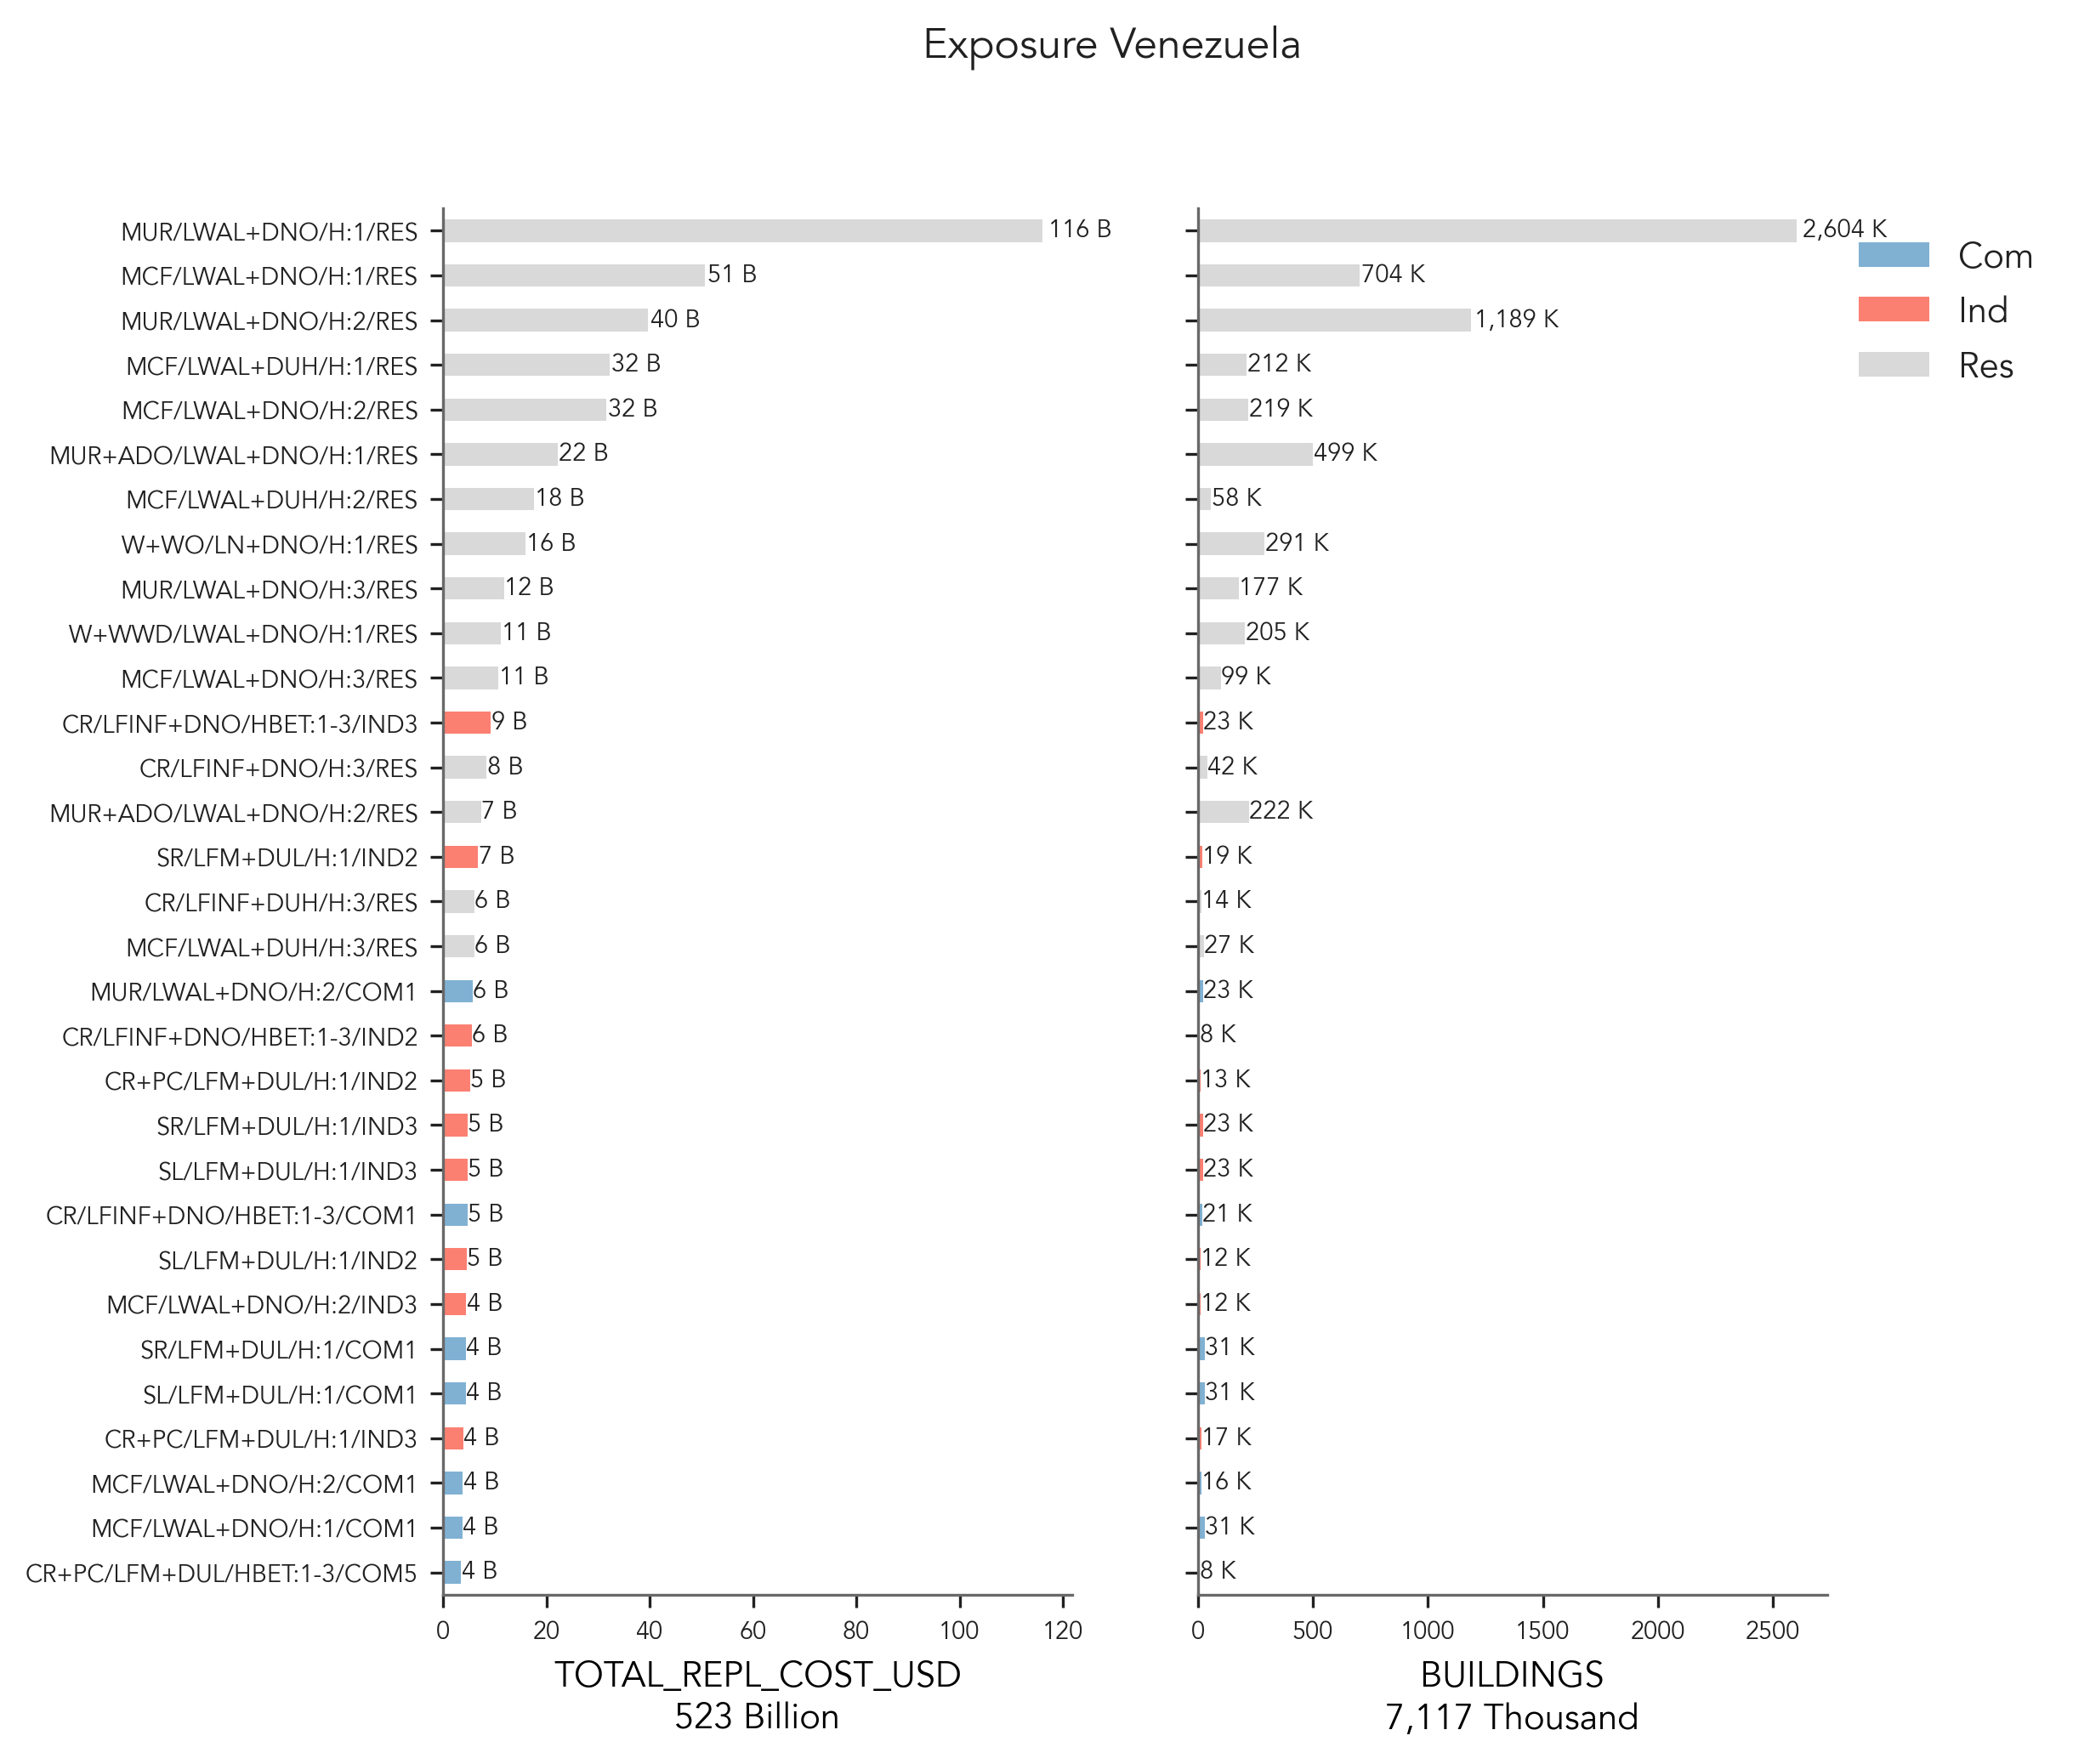 Exposure Venezuela
MUR/LWAL+DNO/H:1/RES 116 B 2,604 K
Com
MCF/LWAL+DNO/H:1/RES 51 B 704 K
Ind
MUR/LWAL+DNO/H:2/RES 40 B 1,189 K
Res
MCF/LWAL+DUH/H:1/RES 32 B 212 K
MCF/LWAL+DNO/H:2/RES 32 B 219 K
MUR+ADO/LWAL+DNO/H:1/RES 22 B 499 K
MCF/LWAL+DUH/H:2/RES 18 B 58 K
W+WO/LN+DNO/H:1/RES 16 B 291 K
MUR/LWAL+DNO/H:3/RES 12 B 177 K
W+WWD/LWAL+DNO/H:1/RES 11 B 205 K
MCF/LWAL+DNO/H:3/RES 11 B 99 K
CR/LFINF+DNO/HBET:1-3/IND3 9 B 23 K
CR/LFINF+DNO/H:3/RES 8 B 42 K
MUR+ADO/LWAL+DNO/H:2/RES 7 B 222 K
SR/LFM+DUL/H:1/IND2 7 B 19 K
CR/LFINF+DUH/H:3/RES 6 B 14 K
MCF/LWAL+DUH/H:3/RES 6 B 27 K
MUR/LWAL+DNO/H:2/COM1 6 B 23 K
CR/LFINF+DNO/HBET:1-3/IND2 6 B 8 K
CR+PC/LFM+DUL/H:1/IND2 5 B 13 K
SR/LFM+DUL/H:1/IND3 5 B 23 K
SL/LFM+DUL/H:1/IND3 5 B 23 K
CR/LFINF+DNO/HBET:1-3/COM1 5 B 21 K
SL/LFM+DUL/H:1/IND2 5 B 12 K
MCF/LWAL+DNO/H:2/IND3 4 B 12 K
SR/LFM+DUL/H:1/COM1 4 B 31 K
SL/LFM+DUL/H:1/COM1 4 B 31 K
CR+PC/LFM+DUL/H:1/IND3 4 B 17 K
MCF/LWAL+DNO/H:2/COM1 4 B 16 K
MCF/LWAL+DNO/H:1/COM1 4 B 31 K
CR+PC/LFM+DUL/HBET:1-3/COM5 4 B 8 K
0 20 40 60 80 100 120 0 500 1000 1500 2000 2500
TOTAL_REPL_COST_USD BUILDINGS
523 Billion 7,117 Thousand